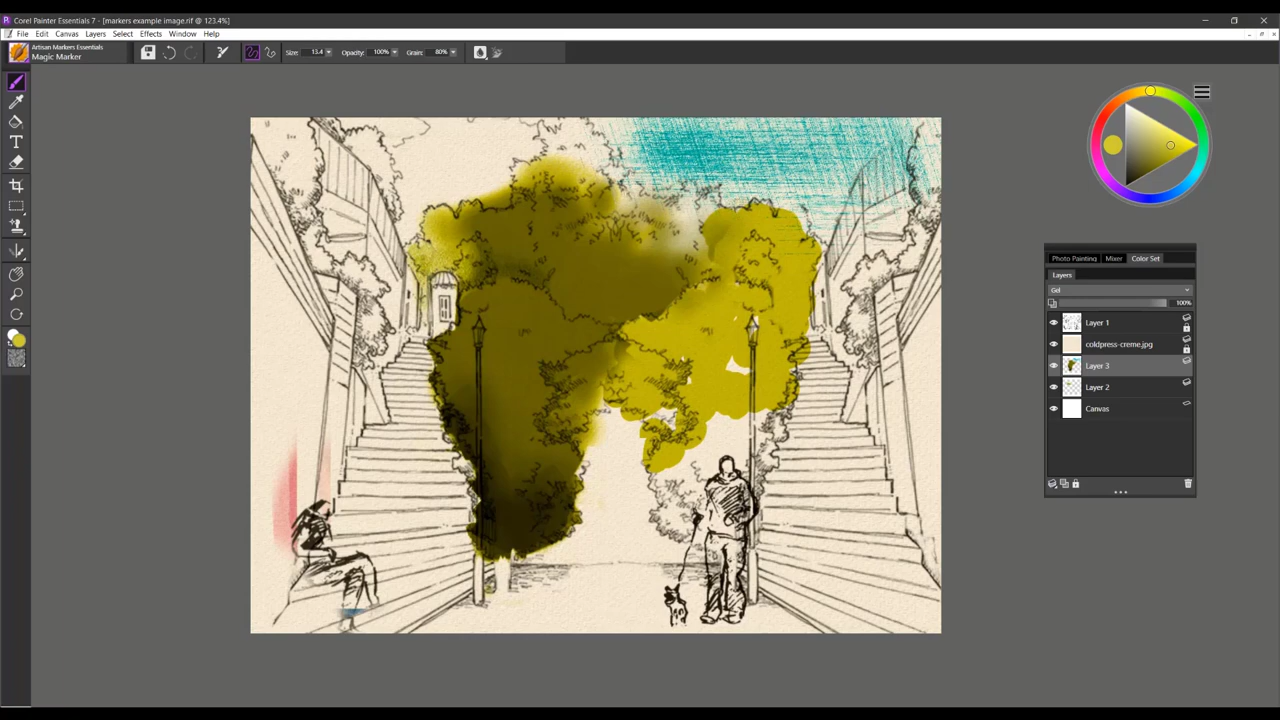 Corel Painter Essentials 7 - [markers example image.rif @ 123.4%]
File Edit Canvas Layers Select Effects Window Help
Artisan Markers Essentials
Magic Marker
Size: 13.4 Opacity: 100% Grain: 80%
Photo Painting Mixer Color Set
Layers
Gel
100%
Layer 1
coldpress-creme.jpg
Layer 3
Layer 2
Canvas